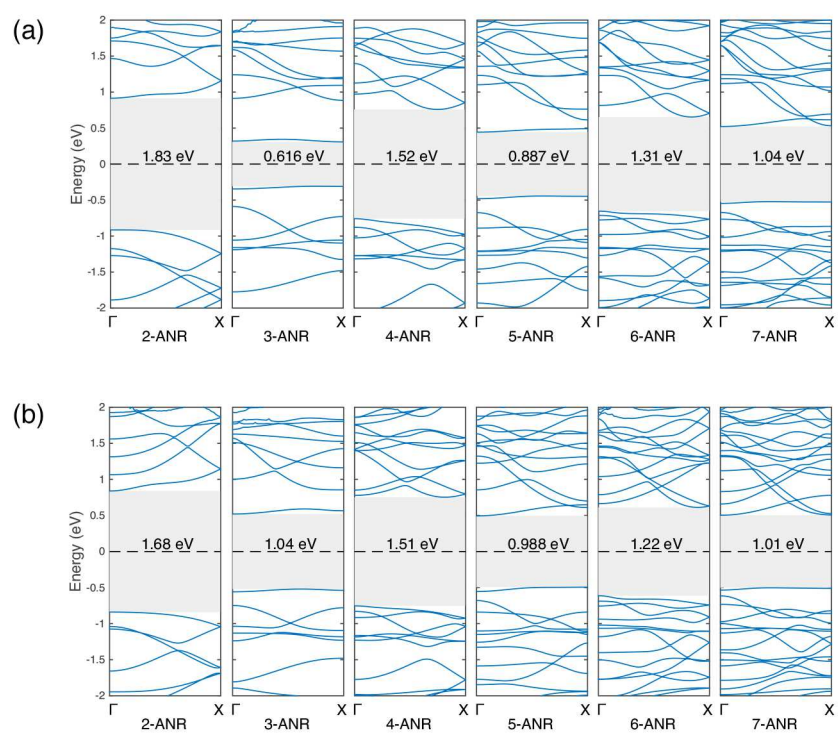 (a)
Energy (eV)
2
1.5
1
0.5
0
-0.5
-1
-1.5
-2
1.83 eV
0.616 eV
1.52 eV
0.887 eV
1.31 eV
1.04 eV
Γ X Γ X Γ X Γ X Γ X Γ X
2-ANR 3-ANR 4-ANR 5-ANR 6-ANR 7-ANR
(b)
Energy (eV)
2
1.5
1
0.5
0
-0.5
-1
-1.5
-2
1.68 eV
1.04 eV
1.51 eV
0.988 eV
1.22 eV
1.01 eV
Γ X Γ X Γ X Γ X Γ X Γ X
2-ANR 3-ANR 4-ANR 5-ANR 6-ANR 7-ANR